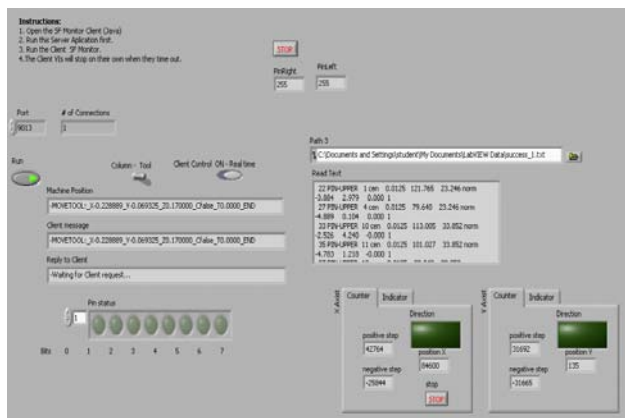 Instructions:
1. Open the SP Monitor Client (Java)
2. Run this Server Aplication first.
3. Run the Client SP Monitor.
4.The Client VIs will stop on their own when they time out.
STOP
PinRight PinLeft
255 255
Port # of Connections
9013 1
Run
Column - Tool Client Control ON - Real time
Machine Position
-MOVETOOL:_X-0.228889_Y-0.069325_Z0.170000_CFalse_T0.0000_END
Client message
-MOVETOOL:_X-0.228889_Y-0.069325_Z0.170000_CFalse_T0.0000_END
Reply to Client
-Waiting for Client request...
Pin status
1
Bits 0 1 2 3 4 5 6 7
Path 3
C:\Documents and Settings\student\My Documents\LabVIEW Data\success_1.txt
Read Text
22 PIN-UPPER 1 cen 0.0125 121.765 23.246 norm
-3.884 2.979 0.000 1
27 PIN-UPPER 4 cen 0.0125 79.640 23.246 norm
-4.889 0.104 0.000 1
33 PIN-UPPER 10 cen 0.0125 113.005 33.852 norm
-2.526 4.240 -0.000 1
35 PIN-UPPER 11 cen 0.0125 101.027 33.852 norm
-4.783 1.218 -0.000 1
X Axis
Counter Indicator
Direction
positive step
42764
position X
84600
negative step
-25844
stop
STOP
Y Axis
Counter Indicator
Direction
positive step
31692
position Y
135
negative step
-31665